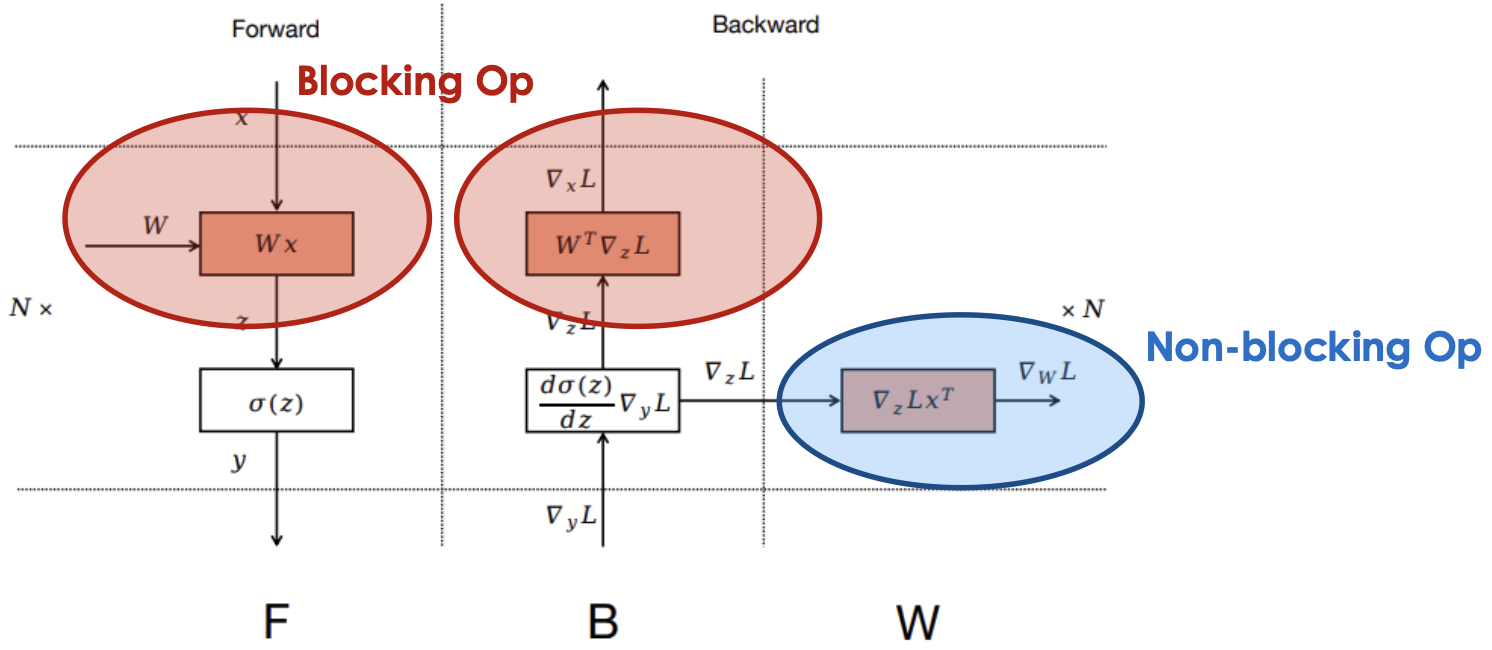 Forward
Backward
Blocking Op
x
∇ₓL
W
Wx
Wᵀ∇_zL
N ×
z
∇_zL
× N
Non-blocking Op
σ(z)
dσ(z)/dz ∇_yL
∇_zL
∇_zLxᵀ
∇_WL
y
∇_yL
F
B
W